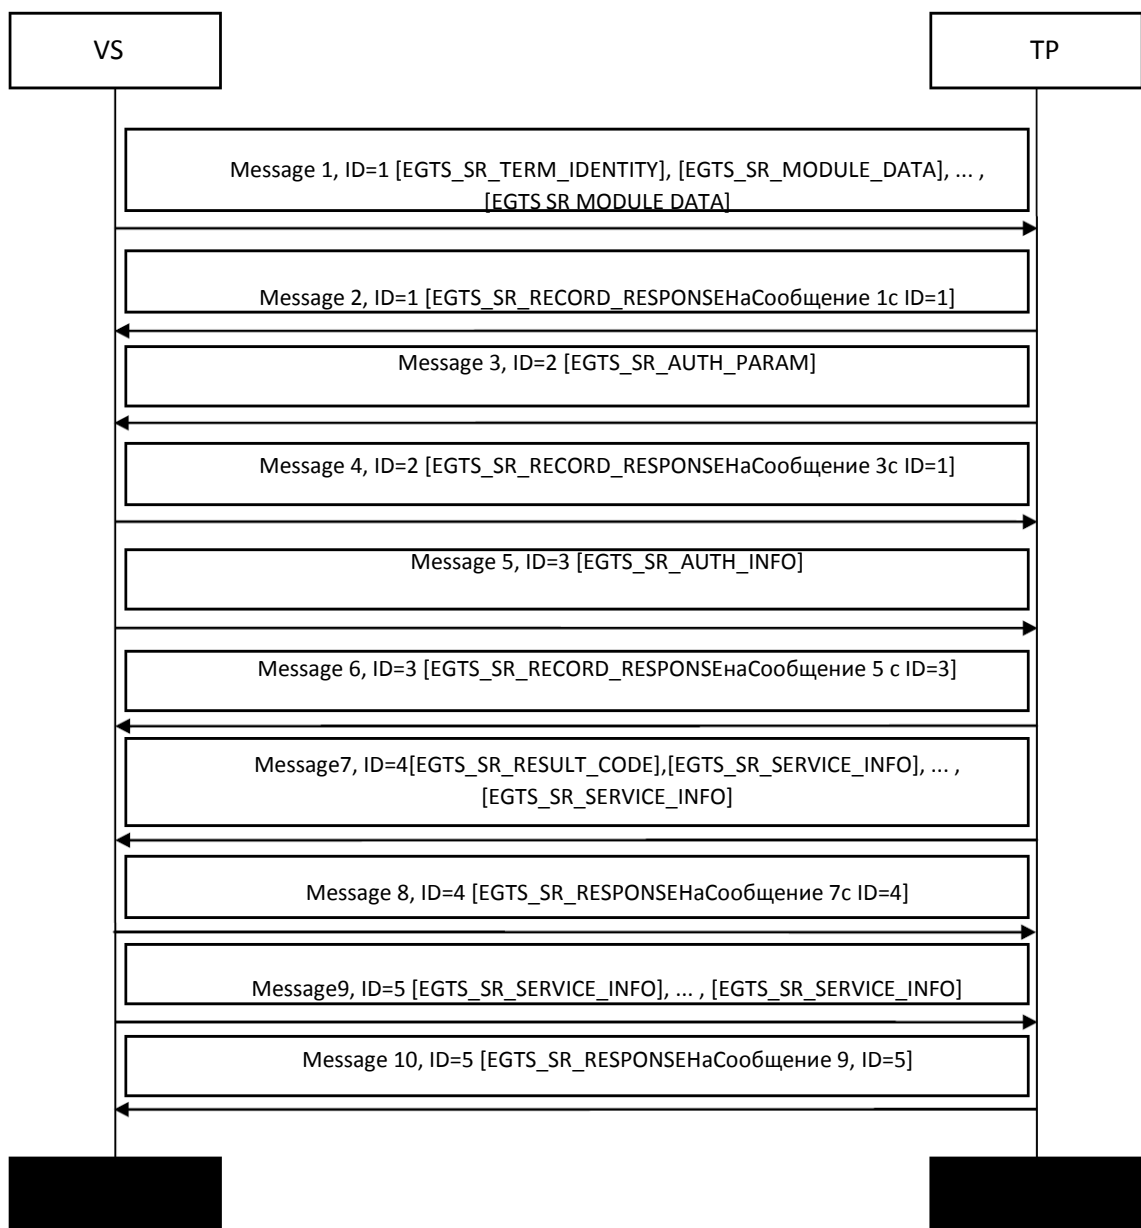 VS
TP
Message 1, ID=1 [EGTS_SR_TERM_IDENTITY], [EGTS_SR_MODULE_DATA], ... ,
[EGTS SR MODULE DATA]
Message 2, ID=1 [EGTS_SR_RECORD_RESPONSEНаСообщение 1с ID=1]
Message 3, ID=2 [EGTS_SR_AUTH_PARAM]
Message 4, ID=2 [EGTS_SR_RECORD_RESPONSEНаСообщение 3с ID=1]
Message 5, ID=3 [EGTS_SR_AUTH_INFO]
Message 6, ID=3 [EGTS_SR_RECORD_RESPONSEнаСообщение 5 с ID=3]
Message7, ID=4[EGTS_SR_RESULT_CODE],[EGTS_SR_SERVICE_INFO], ... ,
[EGTS_SR_SERVICE_INFO]
Message 8, ID=4 [EGTS_SR_RESPONSEНаСообщение 7с ID=4]
Message9, ID=5 [EGTS_SR_SERVICE_INFO], ... , [EGTS_SR_SERVICE_INFO]
Message 10, ID=5 [EGTS_SR_RESPONSEНаСообщение 9, ID=5]